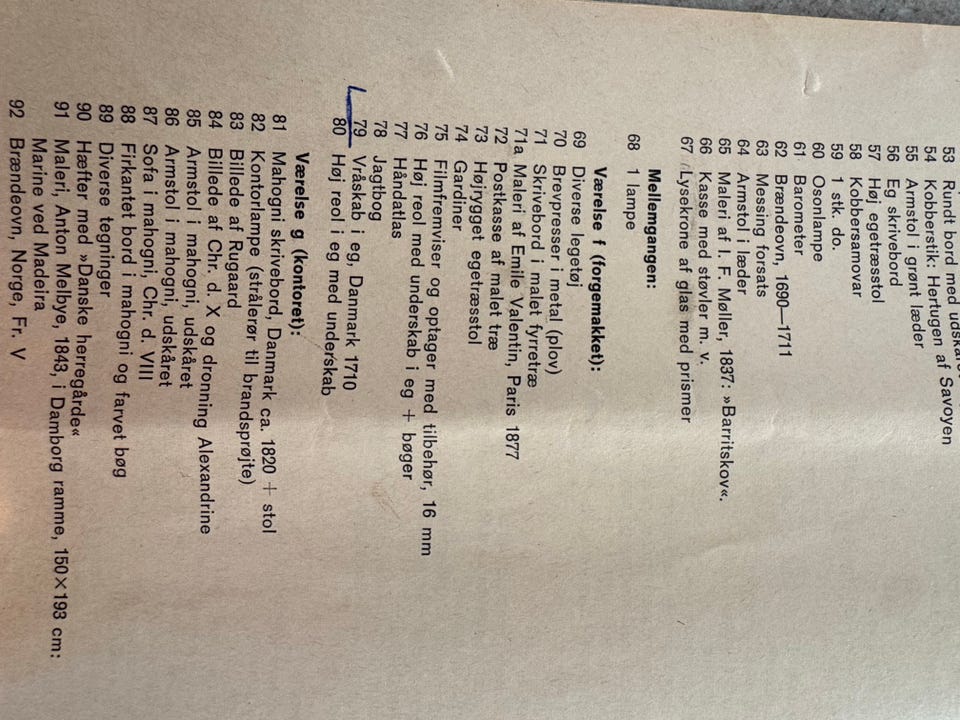 53 Rundt bord med udskåret
54 Kobberstik: Hertugen af Savoyen
55 Armstol i grønt læder
56 Eg skrivebord
57 Høj egetræsstol
58 Kobbersamovar
59 1 stk. do.
60 Osonlampe
61 Barometer
62 Brændeovn, 1690—1711
63 Messing forsats
64 Armstol i læder
65 Maleri af I. F. Møller, 1837: »Barritskov«.
66 Kasse med støvler m. v.
67 Lysekrone af glas med prismer
Mellemgangen:
68 1 lampe
Værelse f (forgemakket):
69 Diverse legetøj
70 Brevpresser i metal (plov)
71 Skrivebord i malet fyrretræ
71a Maleri af Emile Valentin, Paris 1877
72 Postkasse af malet træ
73 Højrygget egetræsstol
74 Gardiner
75 Filmfremviser og optager med tilbehør, 16 mm
76 Høj reol med underskab i eg + bøger
77 Håndatlas
78 Jagtbog
79 Vråskab i eg, Danmark 1710
80 Høj reol i eg med underskab
Værelse g (kontoret):
81 Mahogni skrivebord, Danmark ca. 1820 + stol
82 Kontorlampe (strålerør til brandsprøjte)
83 Billede af Rugaard
84 Billede af Chr. d. X og dronning Alexandrine
85 Armstol i mahogni, udskåret
86 Armstol i mahogni, udskåret
87 Sofa i mahogni, Chr. d. VIII
88 Firkantet bord i mahogni og farvet bøg
89 Diverse tegninger
90 Hæfter med »Danske herregårde«
91 Maleri, Anton Melbye, 1843, i Damborg ramme, 150×193 cm:
Marine ved Madeira
92 Brændeovn, Norge, Fr. V